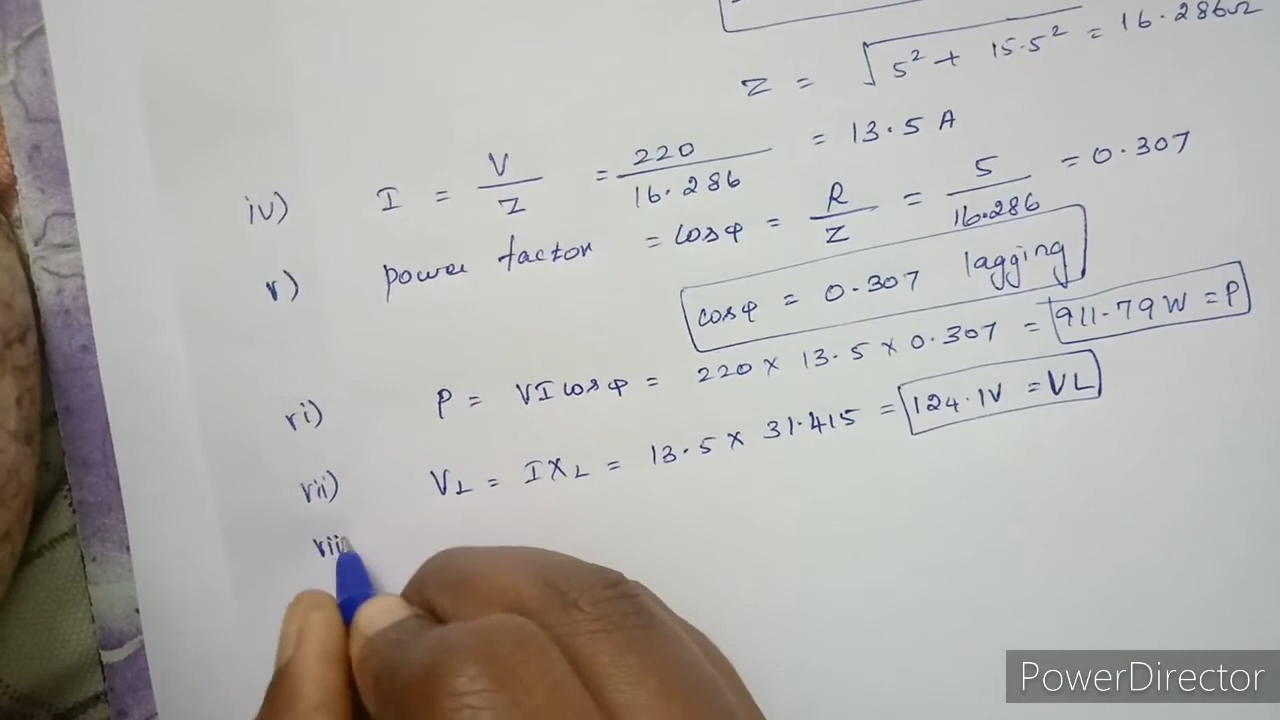 Z = √5² + 15.5² = 16.286Ω
iv) I = V/Z = 220/16.286 = 13.5 A
v) power factor = cosφ = R/Z = 5/16.286 = 0.307
cosφ = 0.307 lagging
vi) P = VI cosφ = 220 × 13.5 × 0.307 = 911.79 W = P
vii) VL = IXL = 13.5 × 31.415 = 124.1V = VL
vii
PowerDirector